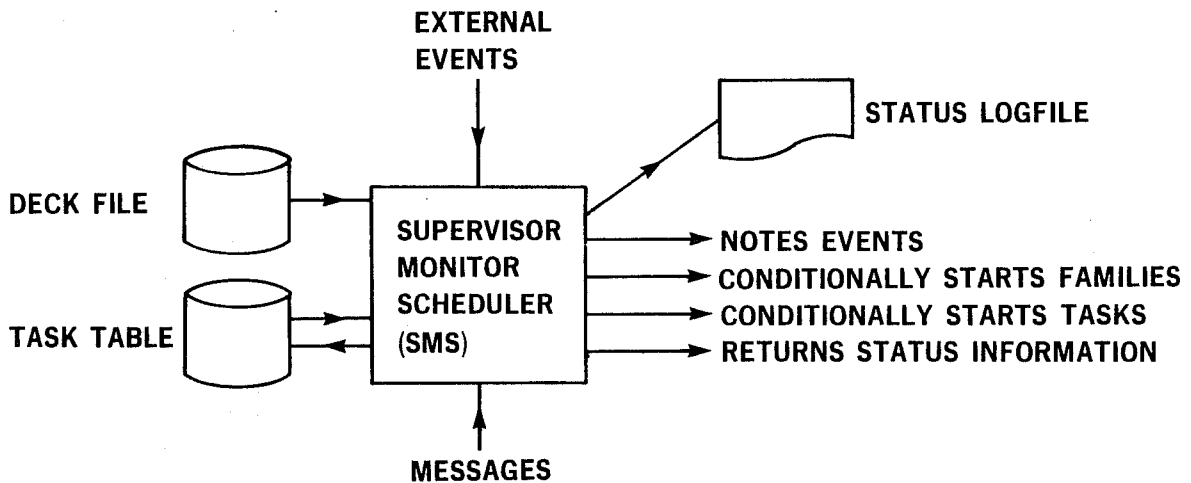 EXTERNAL
EVENTS
STATUS LOGFILE
DECK FILE
SUPERVISOR
MONITOR
SCHEDULER
(SMS)
TASK TABLE
NOTES EVENTS
CONDITIONALLY STARTS FAMILIES
CONDITIONALLY STARTS TASKS
RETURNS STATUS INFORMATION
MESSAGES